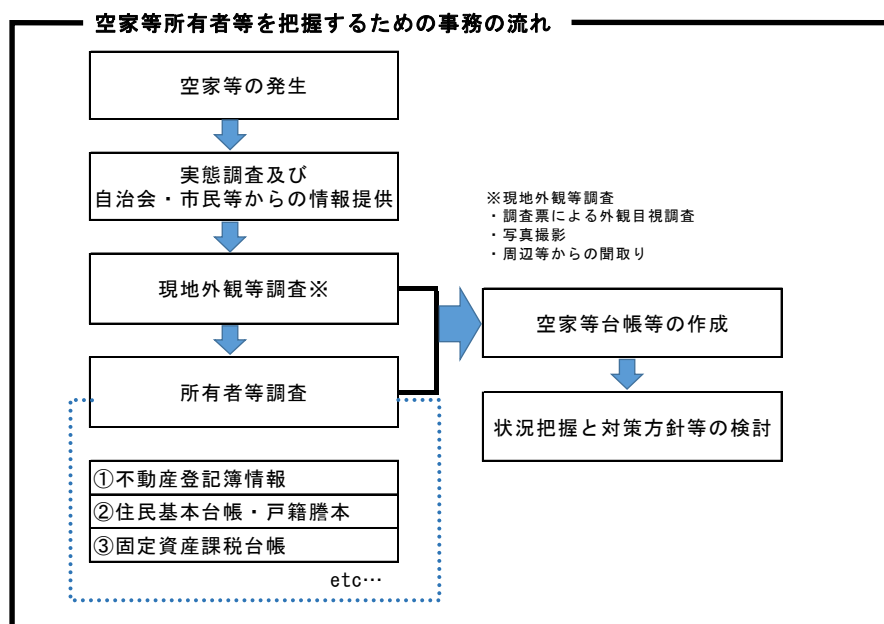 空家等所有者等を把握するための事務の流れ
空家等の発生
実態調査及び
自治会・市民等からの情報提供
現地外観等調査※
所有者等調査
①不動産登記簿情報
②住民基本台帳・戸籍謄本
③固定資産課税台帳
etc…
※現地外観等調査
・調査票による外観目視調査
・写真撮影
・周辺等からの聞取り
空家等台帳等の作成
状況把握と対策方針等の検討